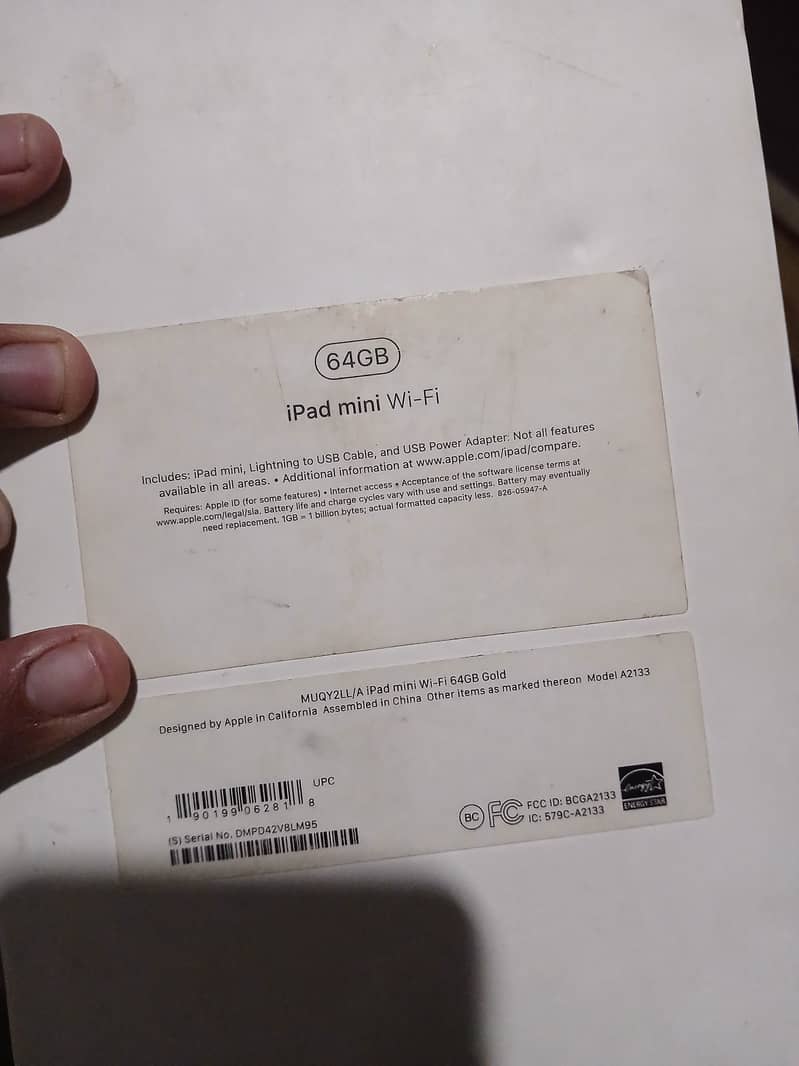 64GB
iPad mini Wi-Fi
Includes: iPad mini, Lightning to USB Cable, and USB Power Adapter. Not all features
available in all areas. • Additional information at www.apple.com/ipad/compare.
Requires: Apple ID (for some features) • Internet access • Acceptance of the software license terms at
www.apple.com/legal/sla. Battery life and charge cycles vary with use and settings. Battery may eventually
need replacement. 1GB = 1 billion bytes; actual formatted capacity less. 826-05947-A
MUQY2LL/A iPad mini Wi-Fi 64GB Gold
Designed by Apple in California Assembled in China Other items as marked thereon Model A2133
UPC
1 90199 06281 8
(S) Serial No. DMPD42V8LM95
BC FC FCC ID: BCGA2133
IC: 579C-A2133
energy
ENERGY STAR